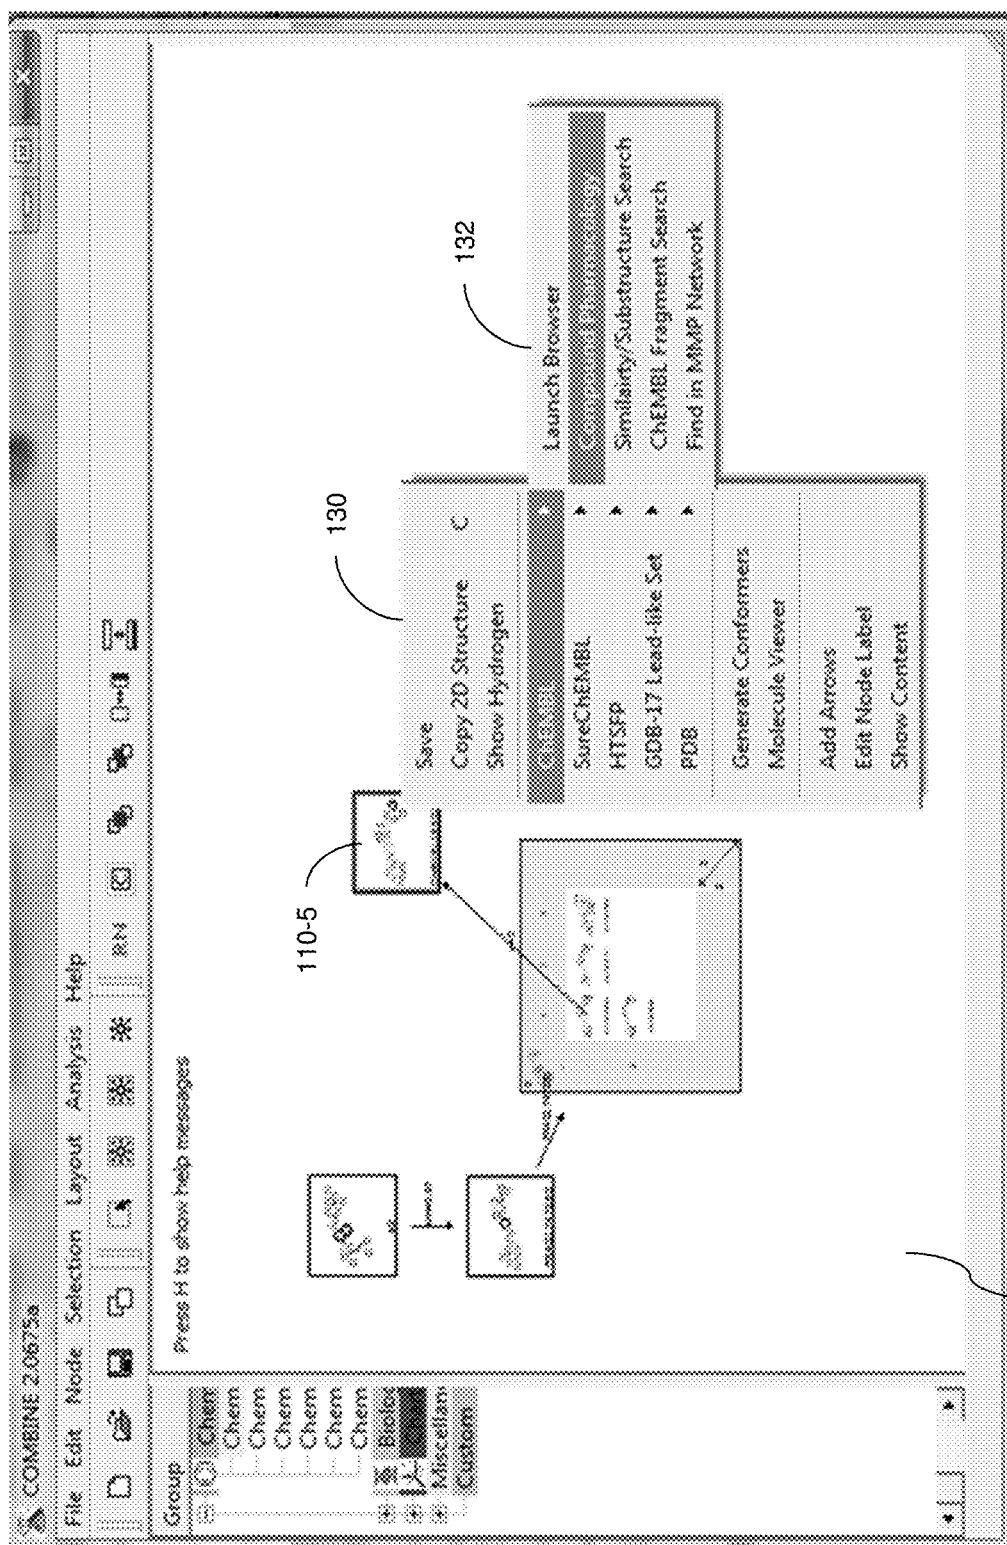 COMBINE 2.0675a
File Edit Node Selection Layout Analysis Help
Press H to show help messages
Group
Chem
Chem
Chem
Chem
Chem
Chem
Miscellan
Custom
110-5
130
Save
Copy 2D Structure C
Show Hydrogen
SureChEMBL
HTSFP
GDB-17 Lead-like Set
PDB
Generate Conformers
Molecule Viewer
Add Arrows
Edit Node Label
Show Content
132
Launch Browser
Similairty/Substructure Search
ChEMBL Fragment Search
Find in MMP Network